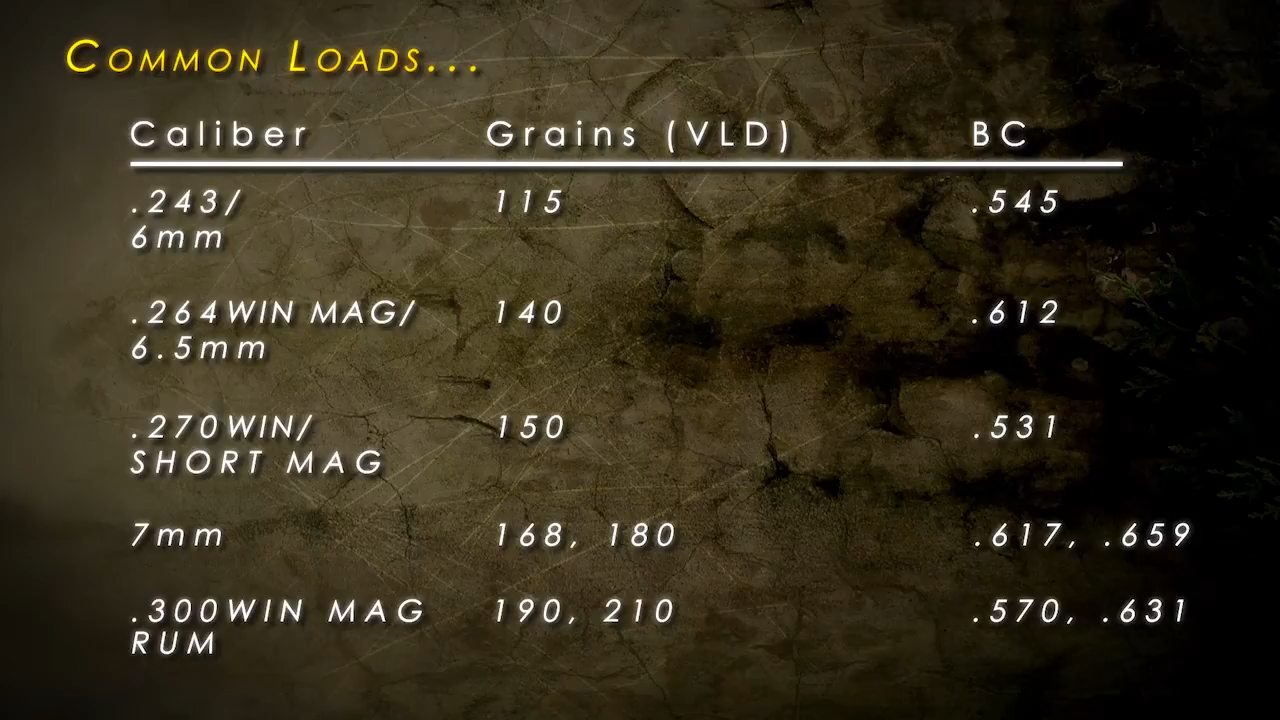 Common Loads...
Caliber Grains (VLD) BC
.243/ 115 .545
6mm
.264WIN MAG/ 140 .612
6.5mm
.270WIN/ 150 .531
SHORT MAG
7mm 168, 180 .617, .659
.300WIN MAG 190, 210 .570, .631
RUM